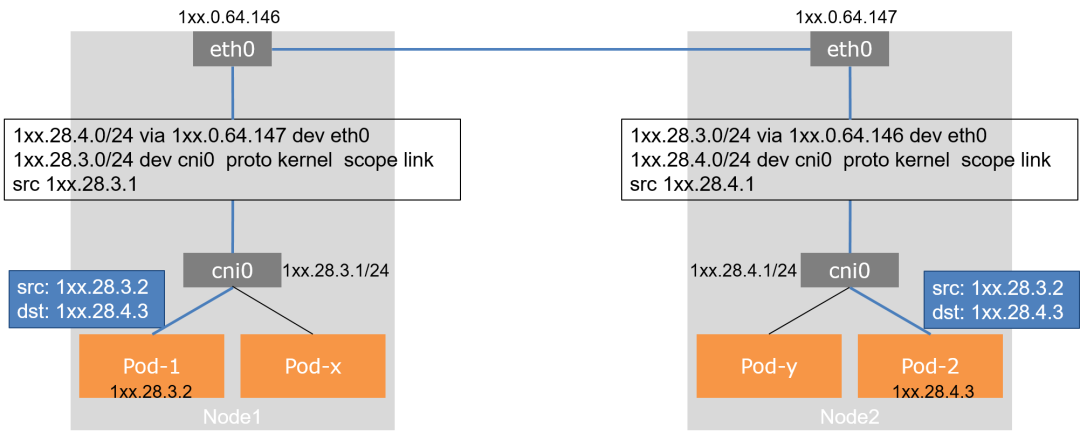 1xx.0.64.146
eth0
1xx.28.4.0/24 via 1xx.0.64.147 dev eth0
1xx.28.3.0/24 dev cni0 proto kernel scope link
src 1xx.28.3.1
cni0
1xx.28.3.1/24
src: 1xx.28.3.2
dst: 1xx.28.4.3
Pod-1
1xx.28.3.2
Pod-x
Node1
1xx.0.64.147
eth0
1xx.28.3.0/24 via 1xx.0.64.146 dev eth0
1xx.28.4.0/24 dev cni0 proto kernel scope link
src 1xx.28.4.1
1xx.28.4.1/24
cni0
src: 1xx.28.3.2
dst: 1xx.28.4.3
Pod-y
Pod-2
1xx.28.4.3
Node2